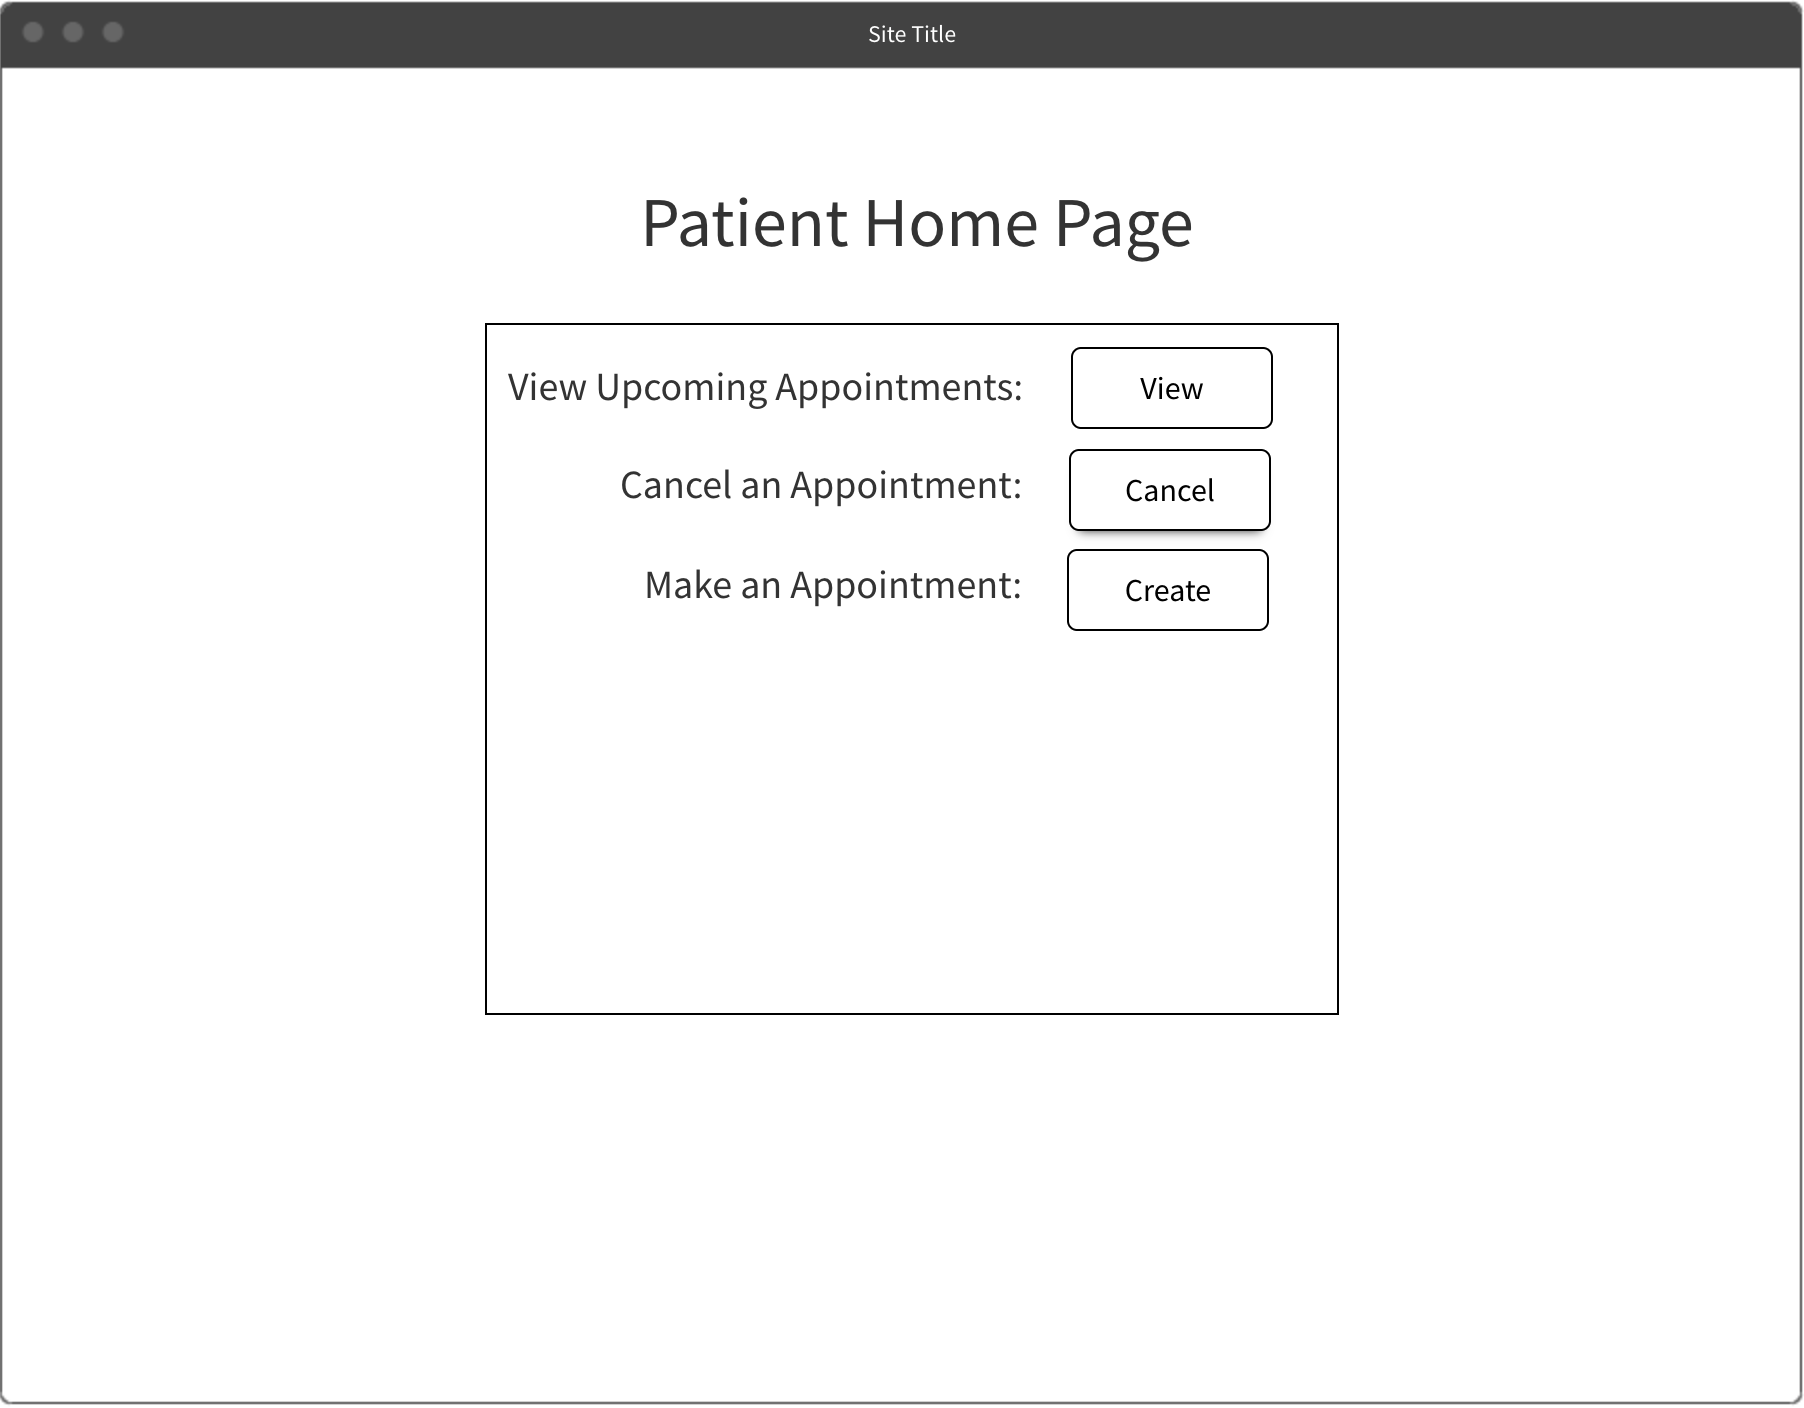 Site Title
Patient Home Page
View Upcoming Appointments:
View
Cancel an Appointment:
Cancel
Make an Appointment:
Create